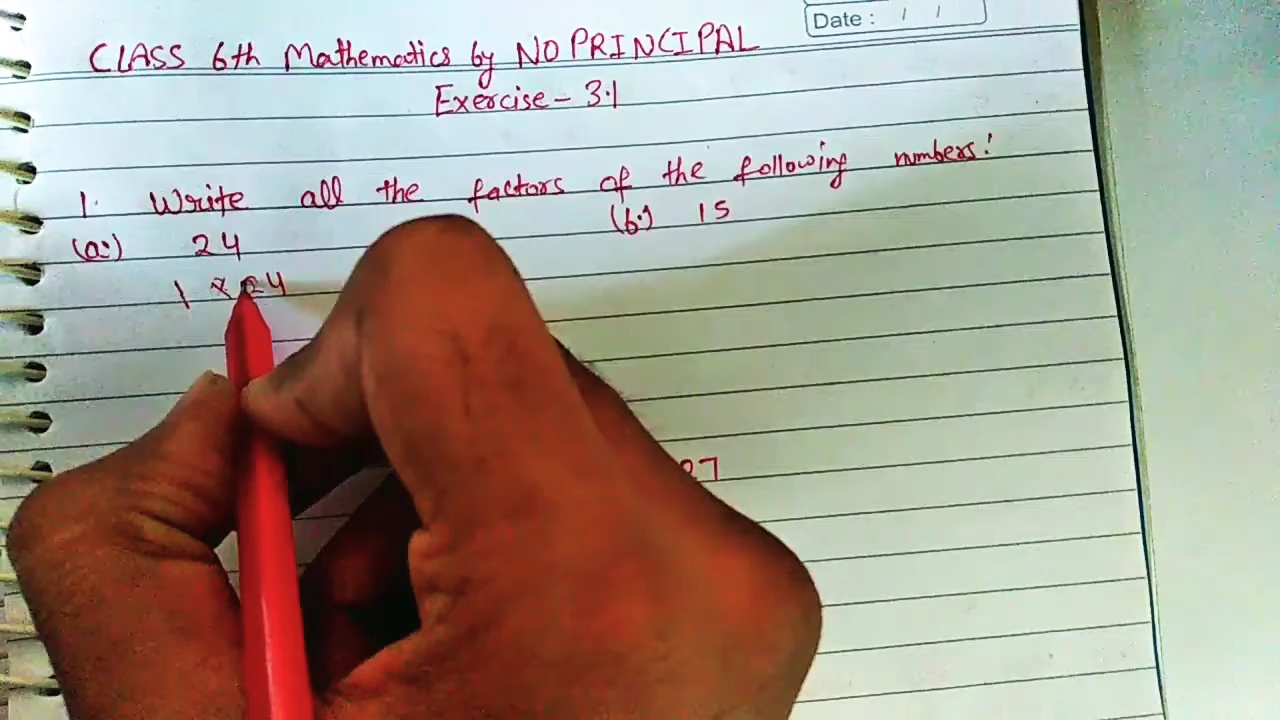 Date : / /
CLASS 6th Mathematics by NO PRINCIPAL
Exercise - 3.1
1. Write all the factors of the following numbers:
(a.) 24 (b.) 15
1 × 24
27